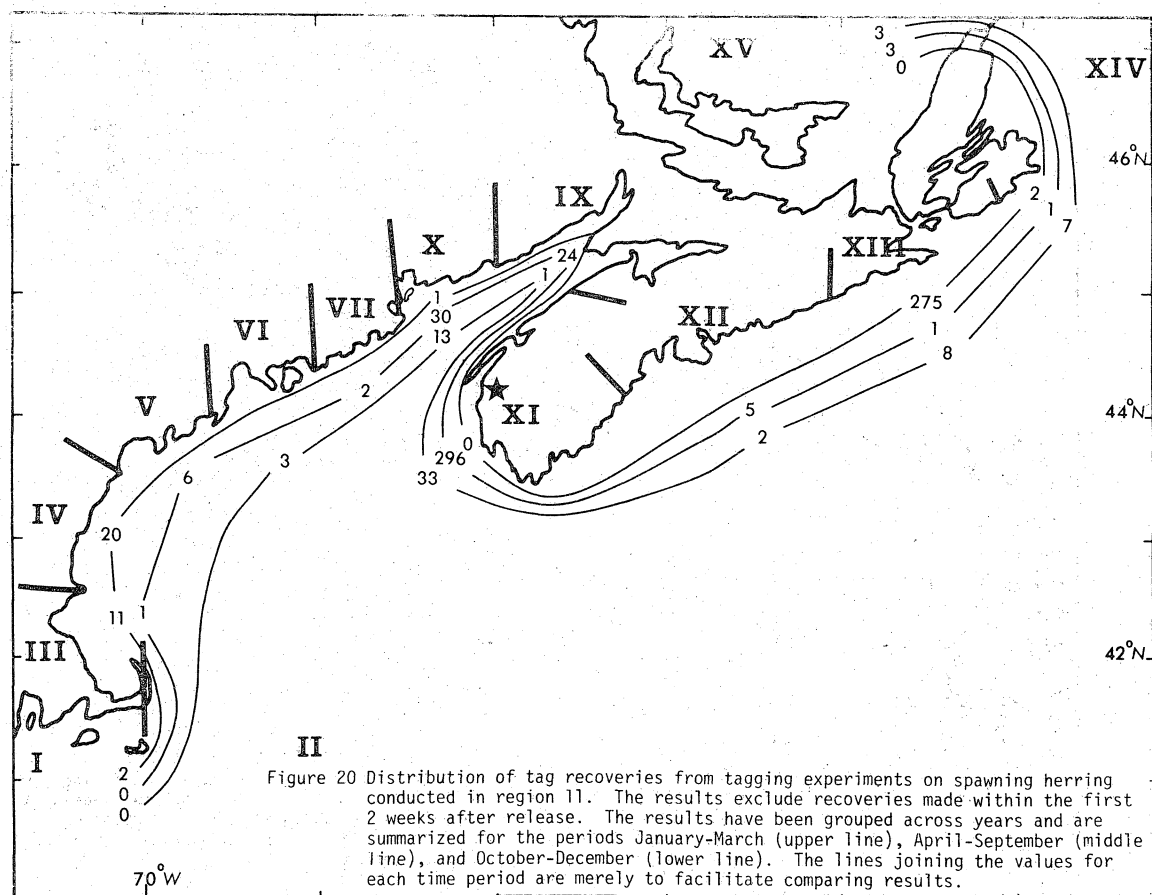 3
XV
3
0
XIV
46°N
2
1
7
IX
X
24
XIII
1
275
1
VII
30
XII
1
13
8
VI
2
44°N
V
XI
5
2
0
3
296
6
33
IV
20
11 1
III
42°N
II
I
2
0
0
Figure 20 Distribution of tag recoveries from tagging experiments on spawning herring
conducted in region 11. The results exclude recoveries made within the first
2 weeks after release. The results have been grouped across years and are
summarized for the periods January-March (upper line), April-September (middle
line), and October-December (lower line). The lines joining the values for
each time period are merely to facilitate comparing results.
70°W